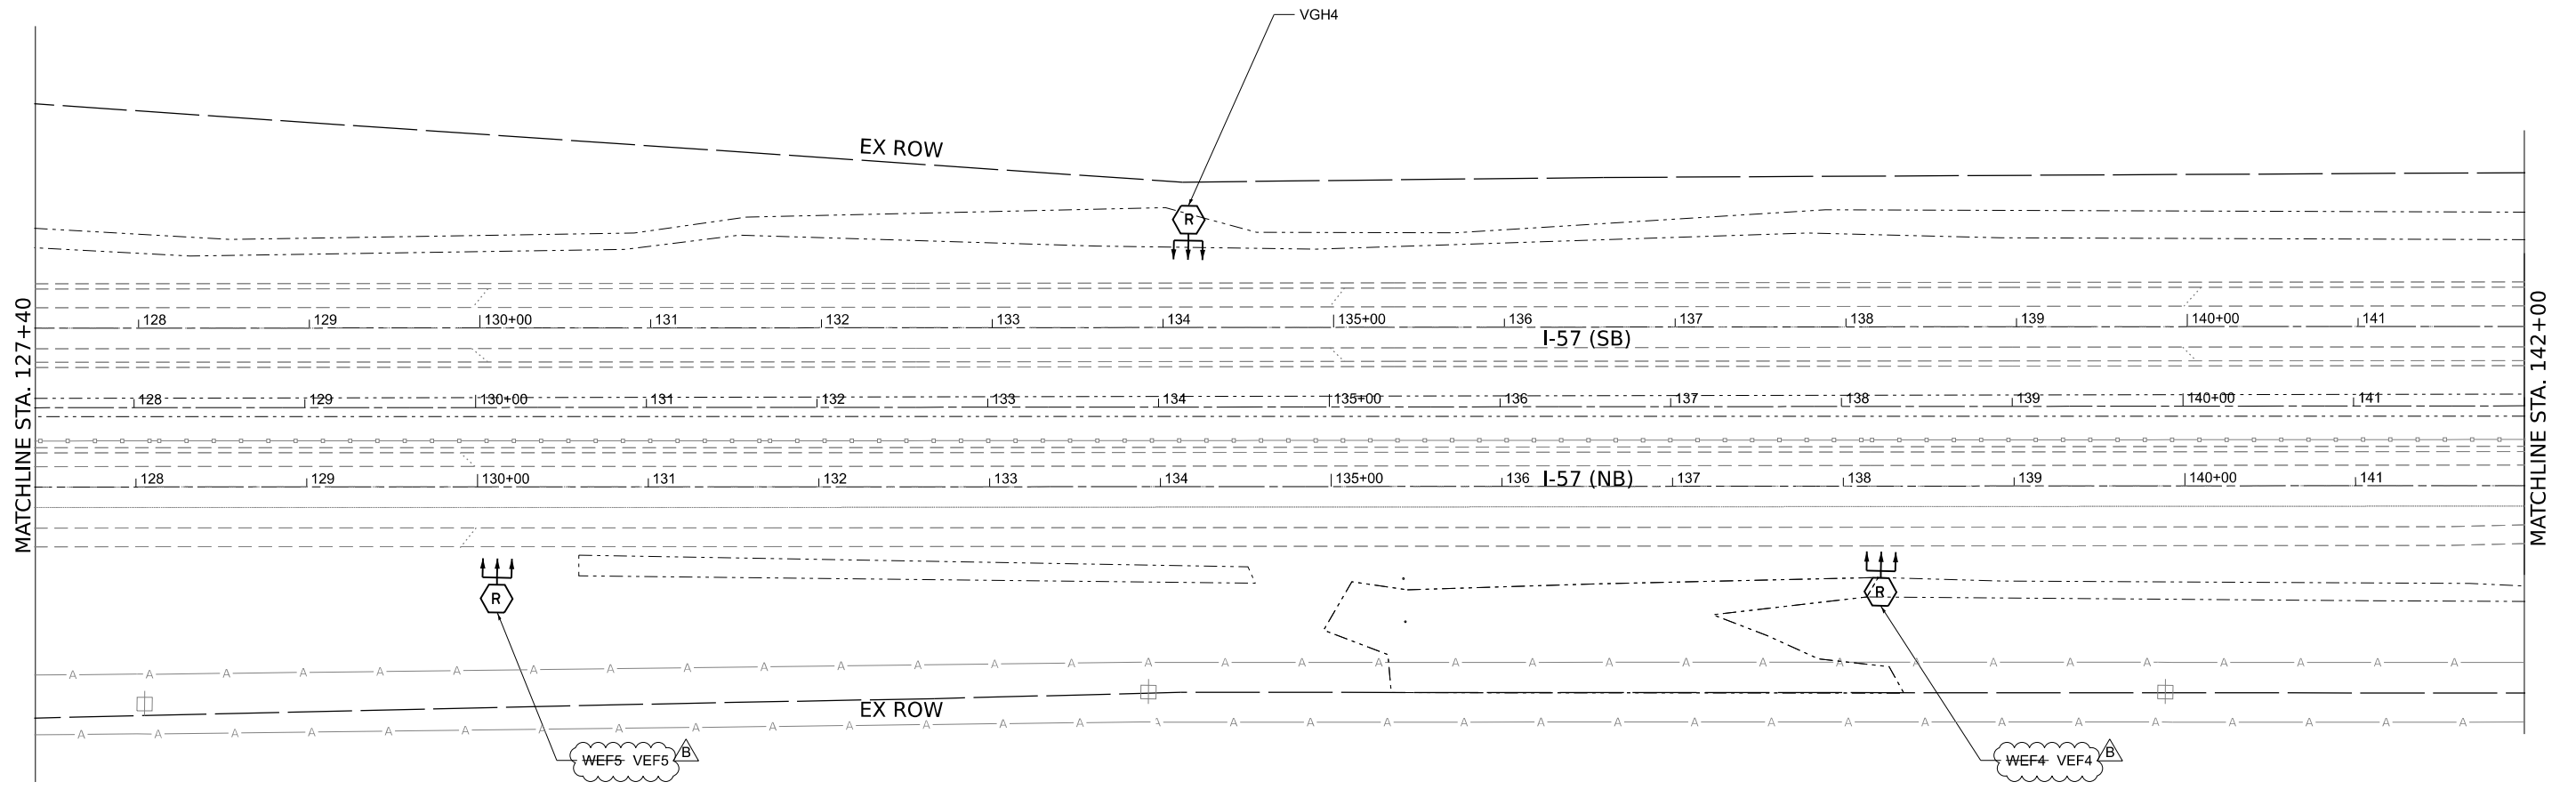 VGH4
EX ROW
R
128 129 130+00 131 132 133 134 135+00 136 137 138 139 140+00 141
I-57 (SB)
MATCHLINE STA. 127+40
MATCHLINE STA. 142+00
128 129 130+00 131 132 133 134 135+00 136 137 138 139 140+00 141
128 129 130+00 131 132 133 134 135+00 136 I-57 (NB) 137 138 139 140+00 141
R
R
A A A A A A A A A A A A A A A A A A A A A A A A A A A A A A A A
EX ROW
A A A A A A A A A A A A A A A A A A A A A A A A A A A A A A A A
WEF5 VEF5 B
WEF4 VEF4 B